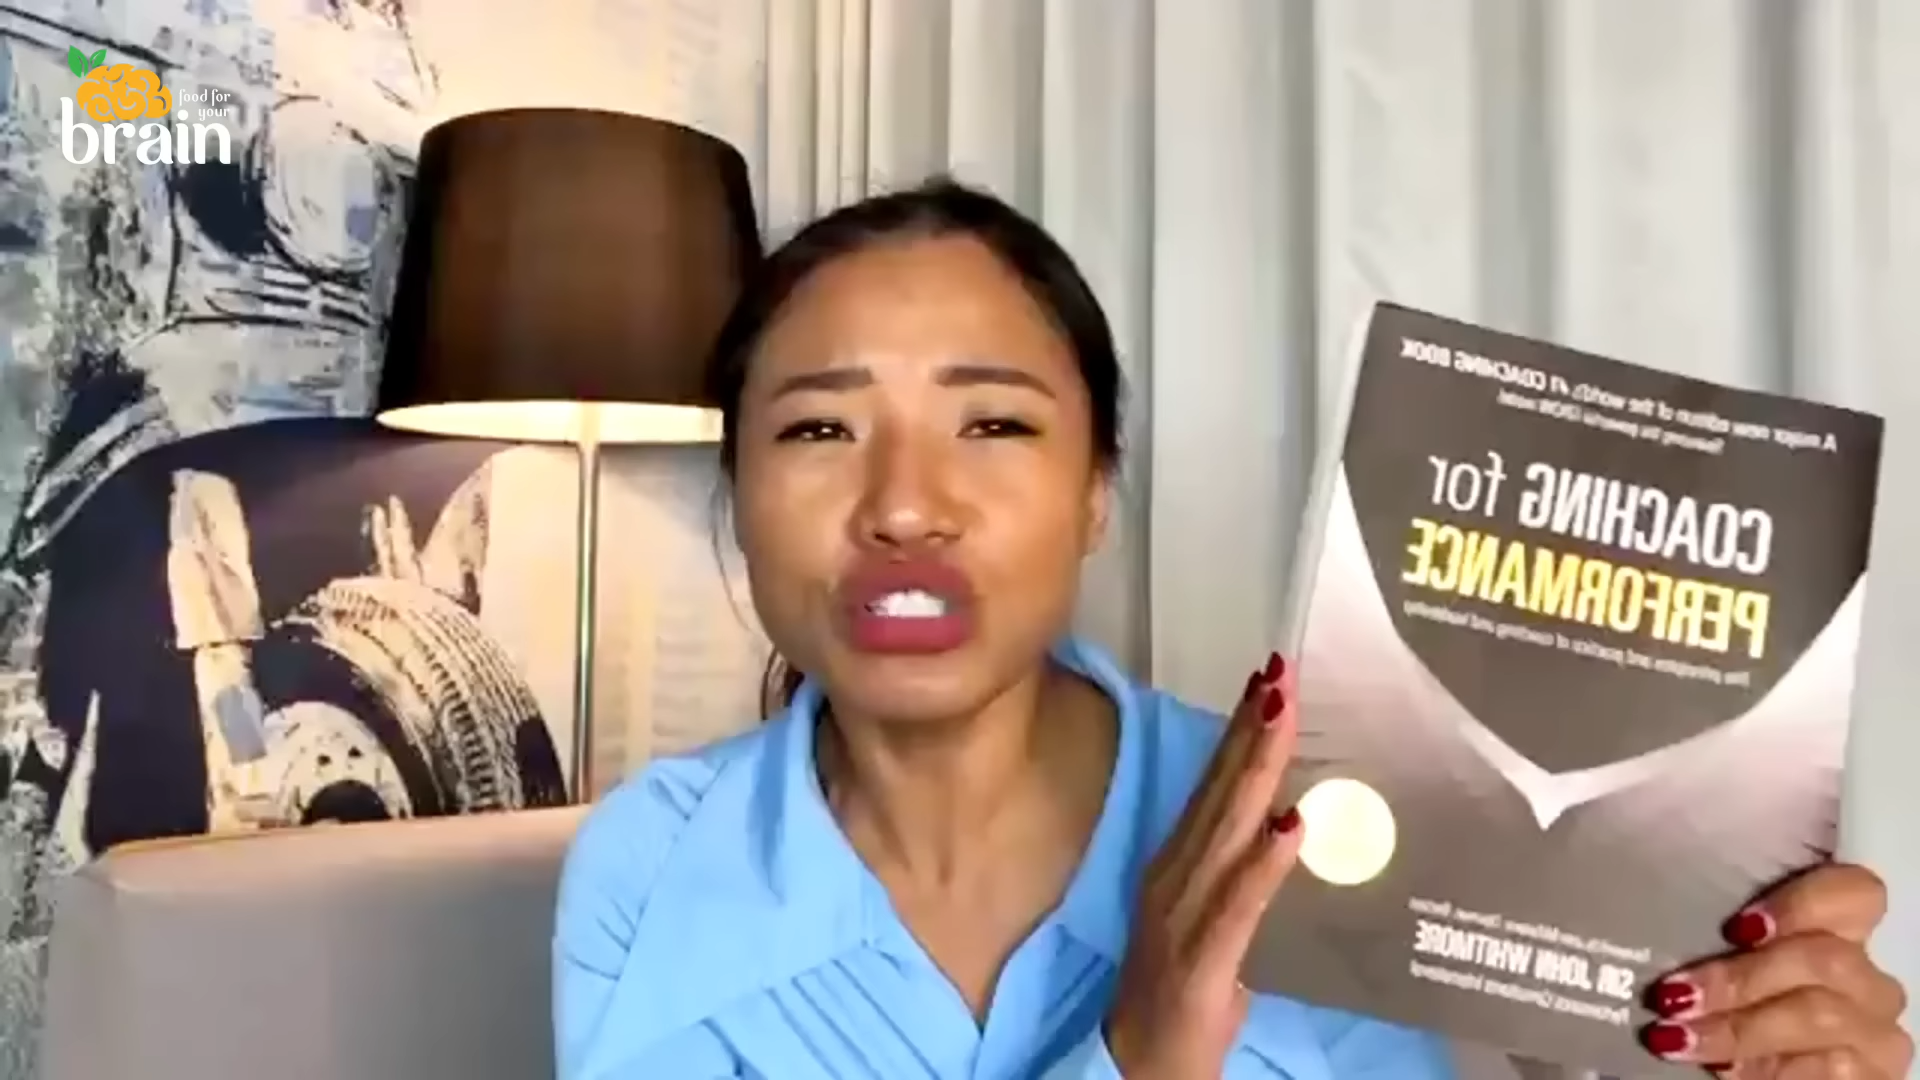 food for
your
brain
A major new edition of the world's #1 COACHING BOOK
Featuring the powerful GROW model
COACHING for
PERFORMANCE
The principles and practice of coaching and leadership
SIR JOHN WHITMORE
Performance Consultants International